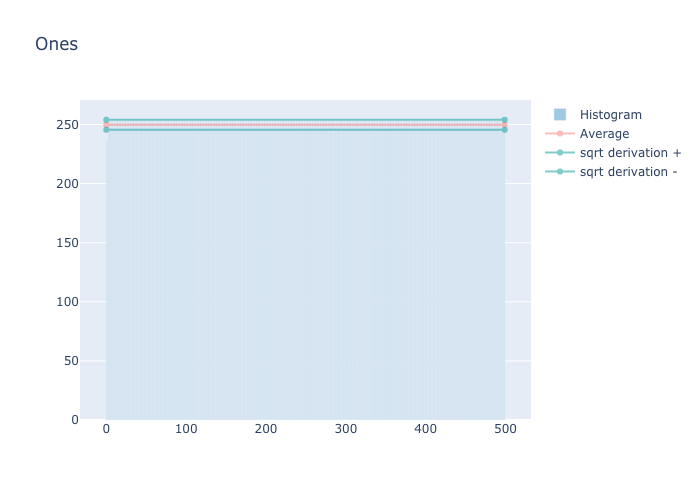 Ones
250
200
150
100
50
0
0 100 200 300 400 500
Histogram
Average
sqrt derivation +
sqrt derivation -